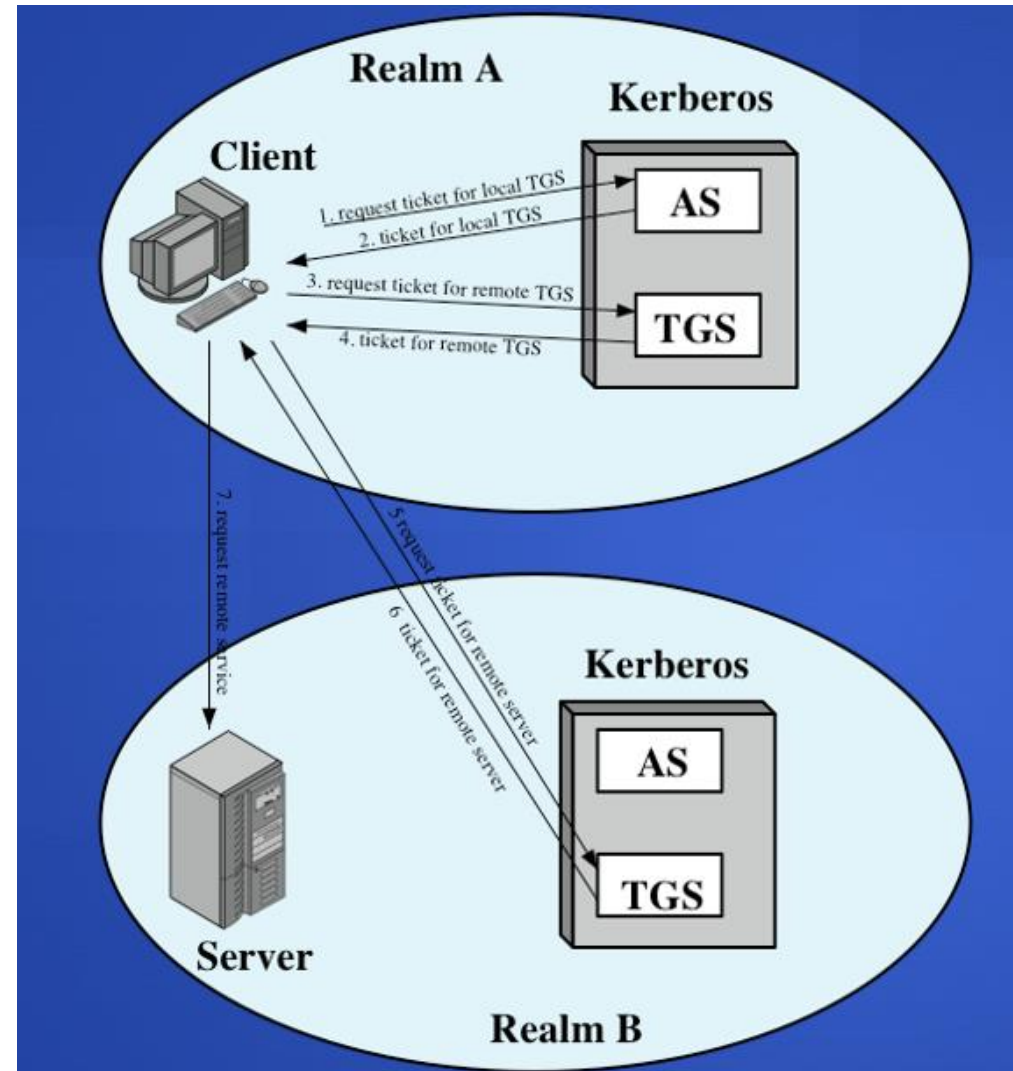 Realm A
Kerberos
Client
AS
1. request ticket for local TGS
2. ticket for local TGS
3. request ticket for remote TGS
TGS
4. ticket for remote TGS
7. request remote service
5 request ticket for remote server
6 ticket for remote server
Kerberos
AS
TGS
Server
Realm B